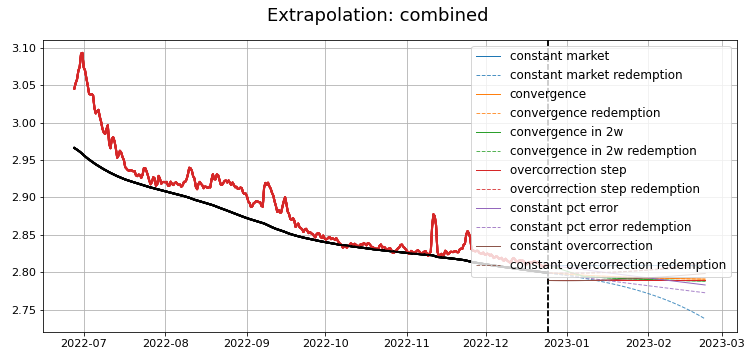 Extrapolation: combined
3.10
3.05
3.00
2.95
2.90
2.85
2.80
2.75
constant market
constant market redemption
convergence
convergence redemption
convergence in 2w
convergence in 2w redemption
overcorrection step
overcorrection step redemption
constant pct error
constant pct error redemption
constant overcorrection
constant overcorrection redemption
2022-07 2022-08 2022-09 2022-10 2022-11 2022-12 2023-01 2023-02 2023-03